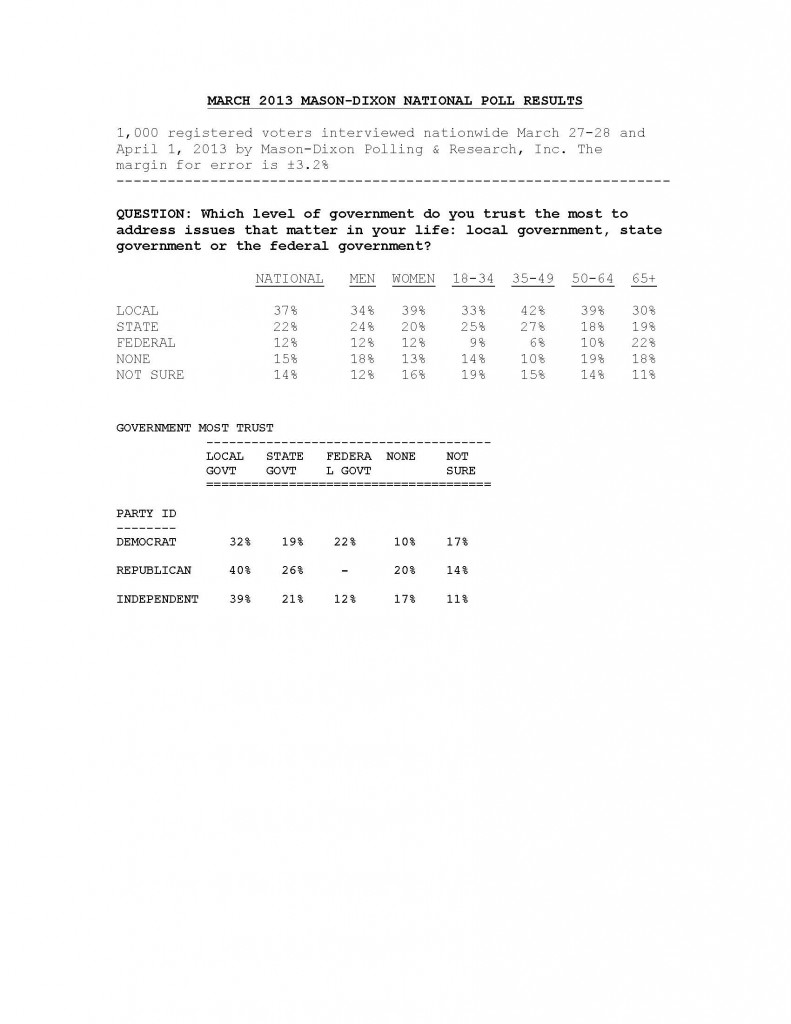 MARCH 2013 MASON-DIXON NATIONAL POLL RESULTS
1,000 registered voters interviewed nationwide March 27-28 and
April 1, 2013 by Mason-Dixon Polling & Research, Inc. The
margin for error is ±3.2%
-----------------------------------------------------------------
QUESTION: Which level of government do you trust the most to
address issues that matter in your life: local government, state
government or the federal government?
NATIONAL MEN WOMEN 18-34 35-49 50-64 65+
LOCAL 37% 34% 39% 33% 42% 39% 30%
STATE 22% 24% 20% 25% 27% 18% 19%
FEDERAL 12% 12% 12% 9% 6% 10% 22%
NONE 15% 18% 13% 14% 10% 19% 18%
NOT SURE 14% 12% 16% 19% 15% 14% 11%
GOVERNMENT MOST TRUST
--------------------------------------
LOCAL STATE FEDERA NONE NOT
GOVT GOVT L GOVT SURE
======================================
PARTY ID
--------
DEMOCRAT 32% 19% 22% 10% 17%
REPUBLICAN 40% 26% - 20% 14%
INDEPENDENT 39% 21% 12% 17% 11%